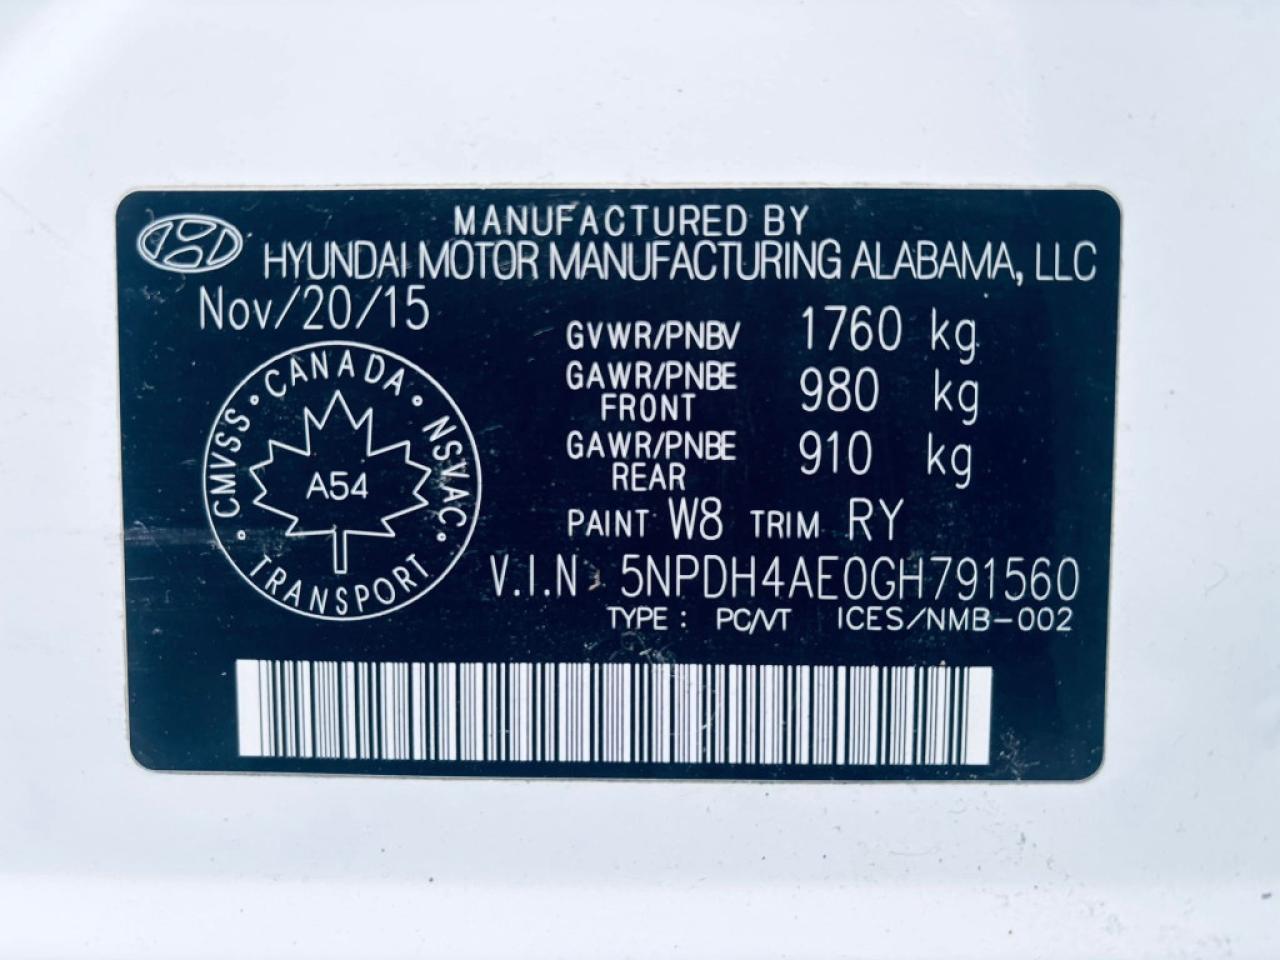 MANUFACTURED BY
HYUNDAI MOTOR MANUFACTURING ALABAMA, LLC
Nov/20/15
GVWR/PNBV 1760 kg
GAWR/PNBE FRONT 980 kg
GAWR/PNBE REAR 910 kg
CANADA
CMVSS
NSVAC
A54
TRANSPORT
PAINT W8 TRIM RY
V.I.N : 5NPDH4AE0GH791560
TYPE : PC/VT ICES/NMB-002